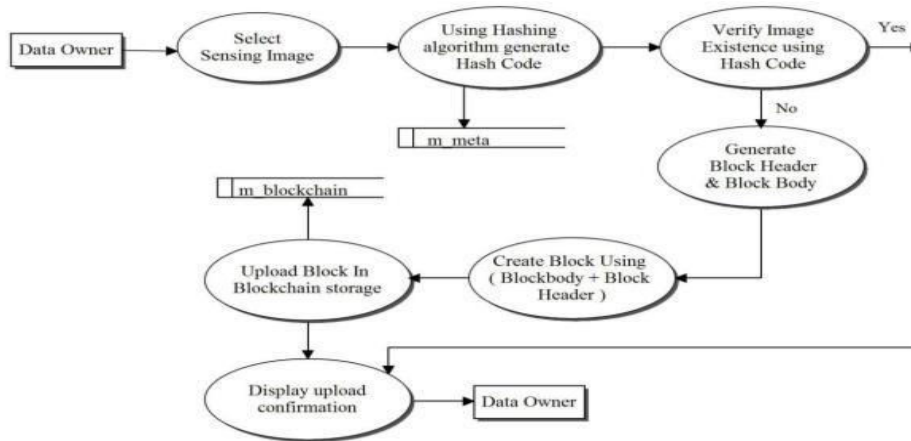 Data Owner
Select
Sensing Image
Using Hashing
algorithm generate
Hash Code
Verify Image
Existence using
Hash Code
Yes
No
m_meta
Generate
Block Header
& Block Body
m_blockchain
Upload Block In
Blockchain storage
Create Block Using
( Blockbody + Block
Header )
Display upload
confirmation
Data Owner